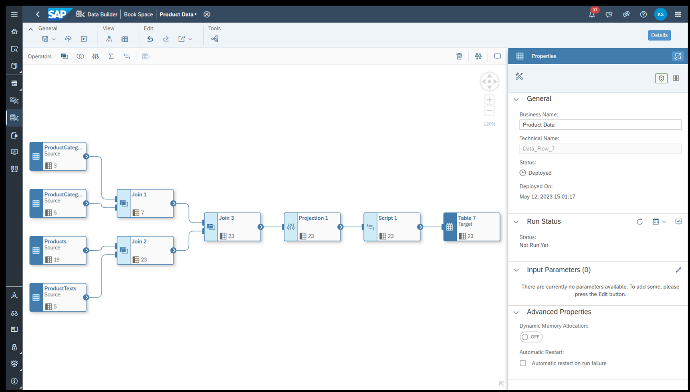 SAP Data Builder Book Space Product Data
37
KS
General View Edit Tools
Details
Operators:
Properties
120%
General
Business Name:
Product Data
Technical Name:
Data_Flow_7
Status:
Deployed
Deployed On:
May 12, 2023 15:01:17
Run Status
Status:
Not Run Yet
Input Parameters (0)
There are currently no parameters available. To add some, please
press the Edit button.
Advanced Properties
Dynamic Memory Allocation:
OFF
Automatic Restart:
Automatic restart on run failure
ProductCateg...
Source
3
ProductCateg...
Source
5
Join 1
7
Products
Source
19
Join 2
23
ProductTexts
Source
5
Join 3
23
Projection 1
23
Script 1
23
Table 7
Target
23